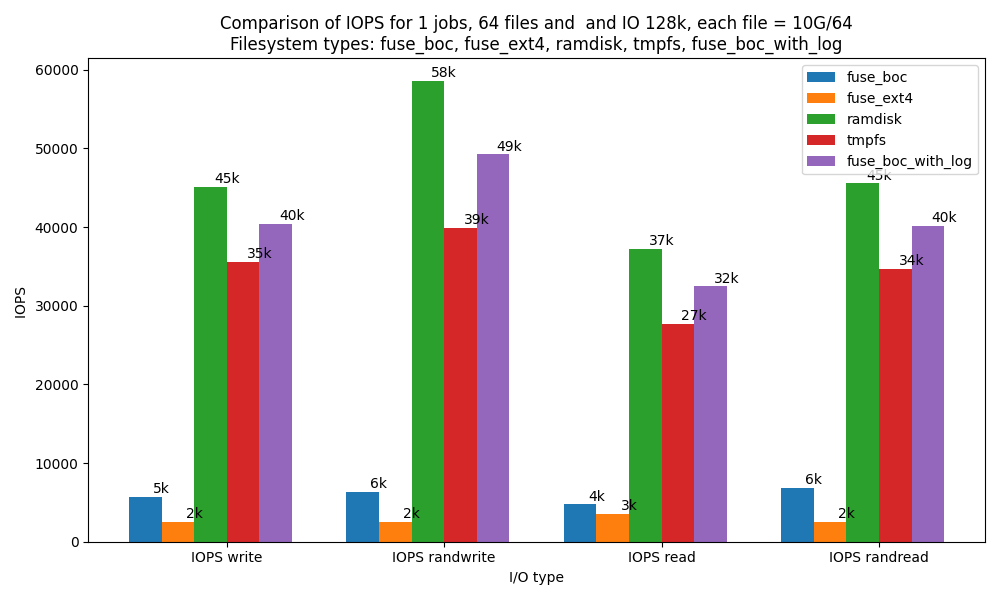 Comparison of IOPS for 1 jobs, 64 files and  and IO 128k, each file = 10G/64
Filesystem types: fuse_boc, fuse_ext4, ramdisk, tmpfs, fuse_boc_with_log
fuse_boc
fuse_ext4
ramdisk
tmpfs
fuse_boc_with_log
IOPS
60000
50000
40000
30000
20000
10000
0
5k
2k
45k
35k
40k
6k
2k
58k
39k
49k
4k
3k
37k
27k
32k
6k
2k
45k
34k
40k
IOPS write
IOPS randwrite
IOPS read
IOPS randread
I/O type